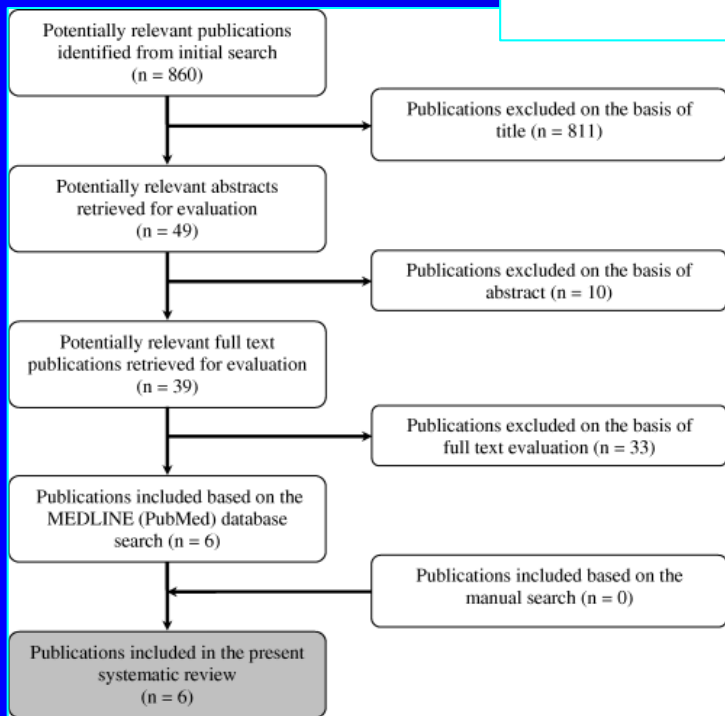 Potentially relevant publications
identified from initial search
(n = 860)
Publications excluded on the basis of
title (n = 811)
Potentially relevant abstracts
retrieved for evaluation
(n = 49)
Publications excluded on the basis of
abstract (n = 10)
Potentially relevant full text
publications retrieved for evaluation
(n = 39)
Publications excluded on the basis of
full text evaluation (n = 33)
Publications included based on the
MEDLINE (PubMed) database
search (n = 6)
Publications included based on the
manual search (n = 0)
Publications included in the present
systematic review
(n = 6)